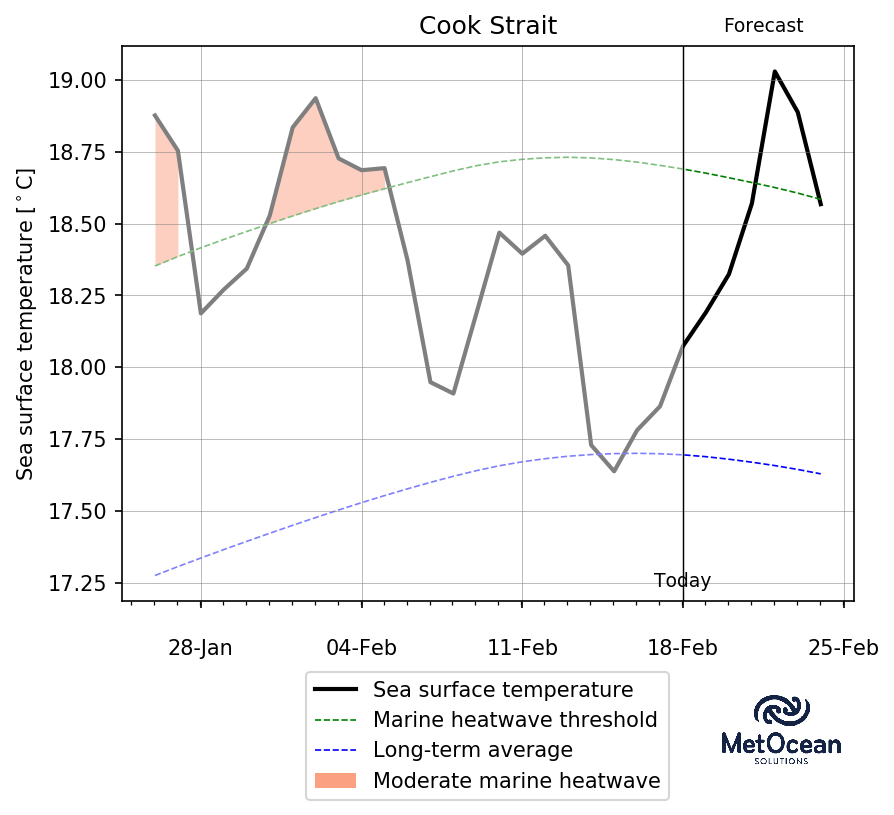 Cook Strait
Forecast
19.00
18.75
18.50
18.25
18.00
17.75
17.50
17.25
Sea surface temperature [°C]
Today
28-Jan 04-Feb 11-Feb 18-Feb 25-Feb
Sea surface temperature
Marine heatwave threshold
Long-term average
Moderate marine heatwave
MetOcean
SOLUTIONS